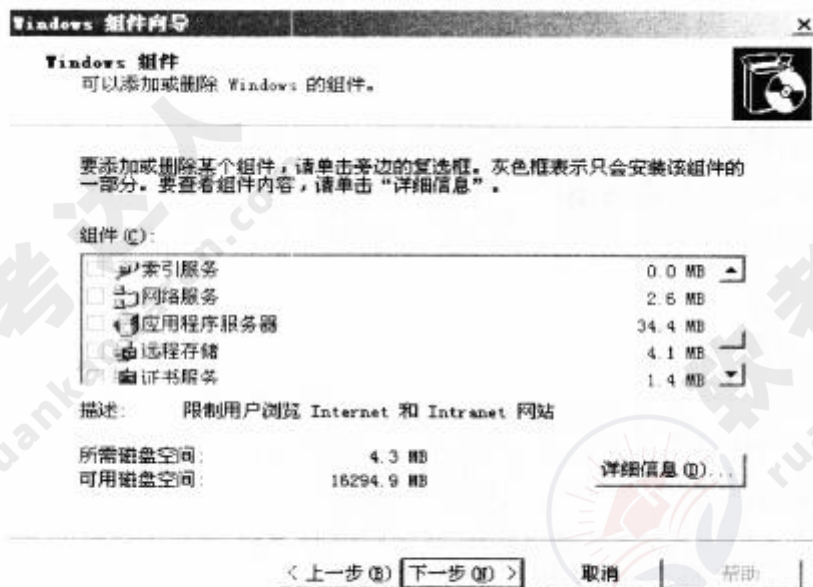 Windows 组件向导
Windows 组件
可以添加或删除 Windows 的组件。
要添加或删除某个组件，请单击旁边的复选框。灰色框表示只会安装该组件的
一部分。要查看组件内容，请单击“详细信息”。
组件(C):
索引服务 0.0 MB
网络服务 2.6 MB
应用程序服务器 34.4 MB
远程存储 4.1 MB
证书服务 1.4 MB
描述: 限制用户浏览 Internet 和 Intranet 网站
所需磁盘空间: 4.3 MB
可用磁盘空间: 16294.9 MB
详细信息(D)...
< 上一步(B)
下一步(N) >
取消
帮助